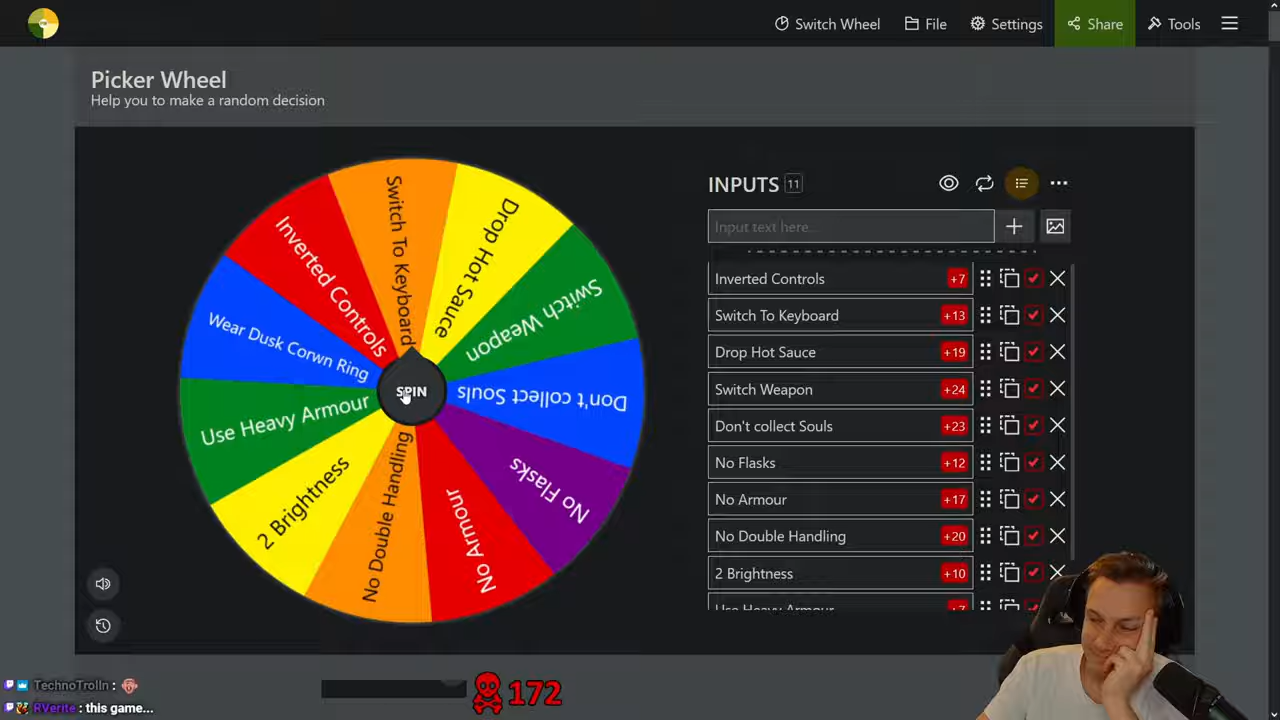 Switch Wheel
File
Settings
Share
Tools
Picker Wheel
Help you to make a random decision
Switch To Keyboard
Drop Hot Sauce
Switch Weapon
Don't collect Souls
No Flasks
No Armour
No Double Handling
2 Brightness
Use Heavy Armour
Wear Dusk Corwn Ring
Inverted Controls
SPIN
INPUTS 11
Input text here...
Inverted Controls +7
Switch To Keyboard +13
Drop Hot Sauce +19
Switch Weapon +24
Don't collect Souls +23
No Flasks +12
No Armour +17
No Double Handling +20
2 Brightness +10
Use Heavy Armour +7
TechnoTrolln :
RVerite : this game...
172